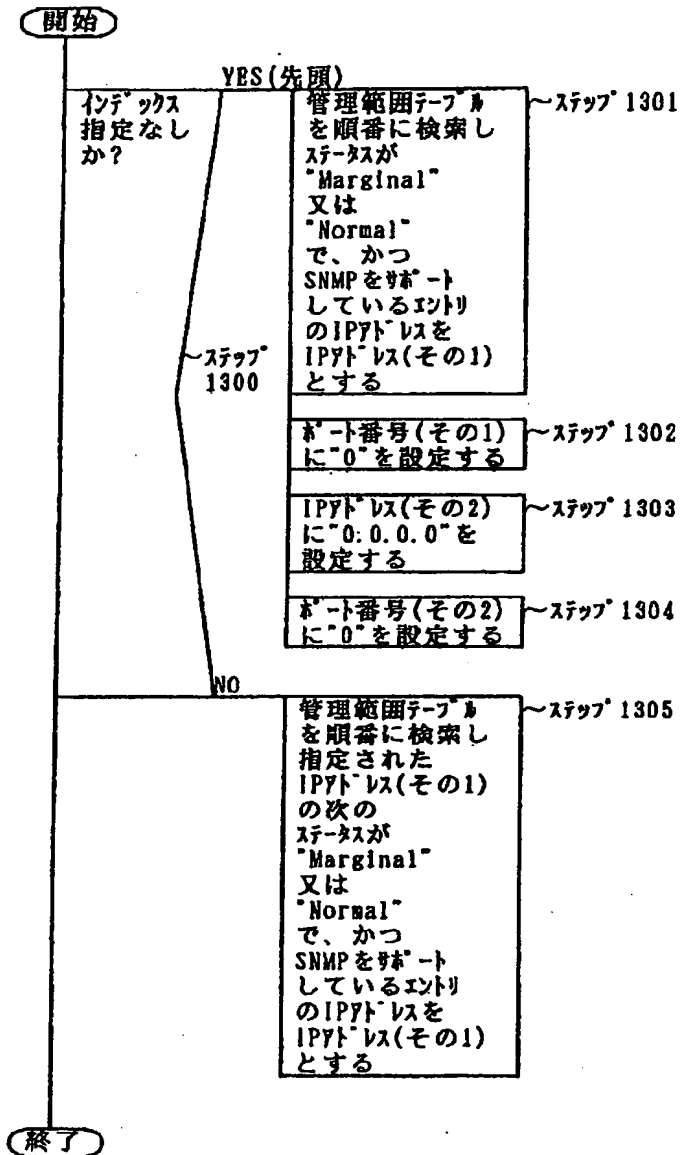 開始
YES(先頭)
インデックス
指定なし
か?
管理範囲テーブル
を順番に検索し
ステータスが
"Marginal"
又は
"Normal"
で、かつ
SNMPをサポート
しているエントリ
のIPアドレスを
IPアドレス(その1)
とする
~ステップ1301
~ステップ
1300
ポート番号(その1)
に"0"を設定する
~ステップ1302
IPアドレス(その2)
に"0.0.0.0"を
設定する
~ステップ1303
ポート番号(その2)
に"0"を設定する
~ステップ1304
NO
管理範囲テーブル
を順番に検索し
指定された
IPアドレス(その1)
の次の
ステータスが
"Marginal"
又は
"Normal"
で、かつ
SNMPをサポート
しているエントリ
のIPアドレスを
IPアドレス(その1)
とする
~ステップ1305
終了